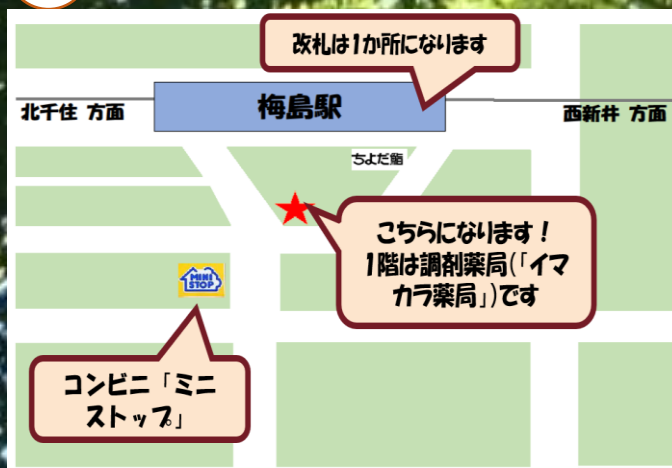 改札は1か所になります
北千住 方面
梅島駅
西新井 方面
ちよだ鮨
こちらになります！
1階は調剤薬局(「イマ
カラ薬局」)です
MINI
STOP
コンビニ「ミニ
ストップ」